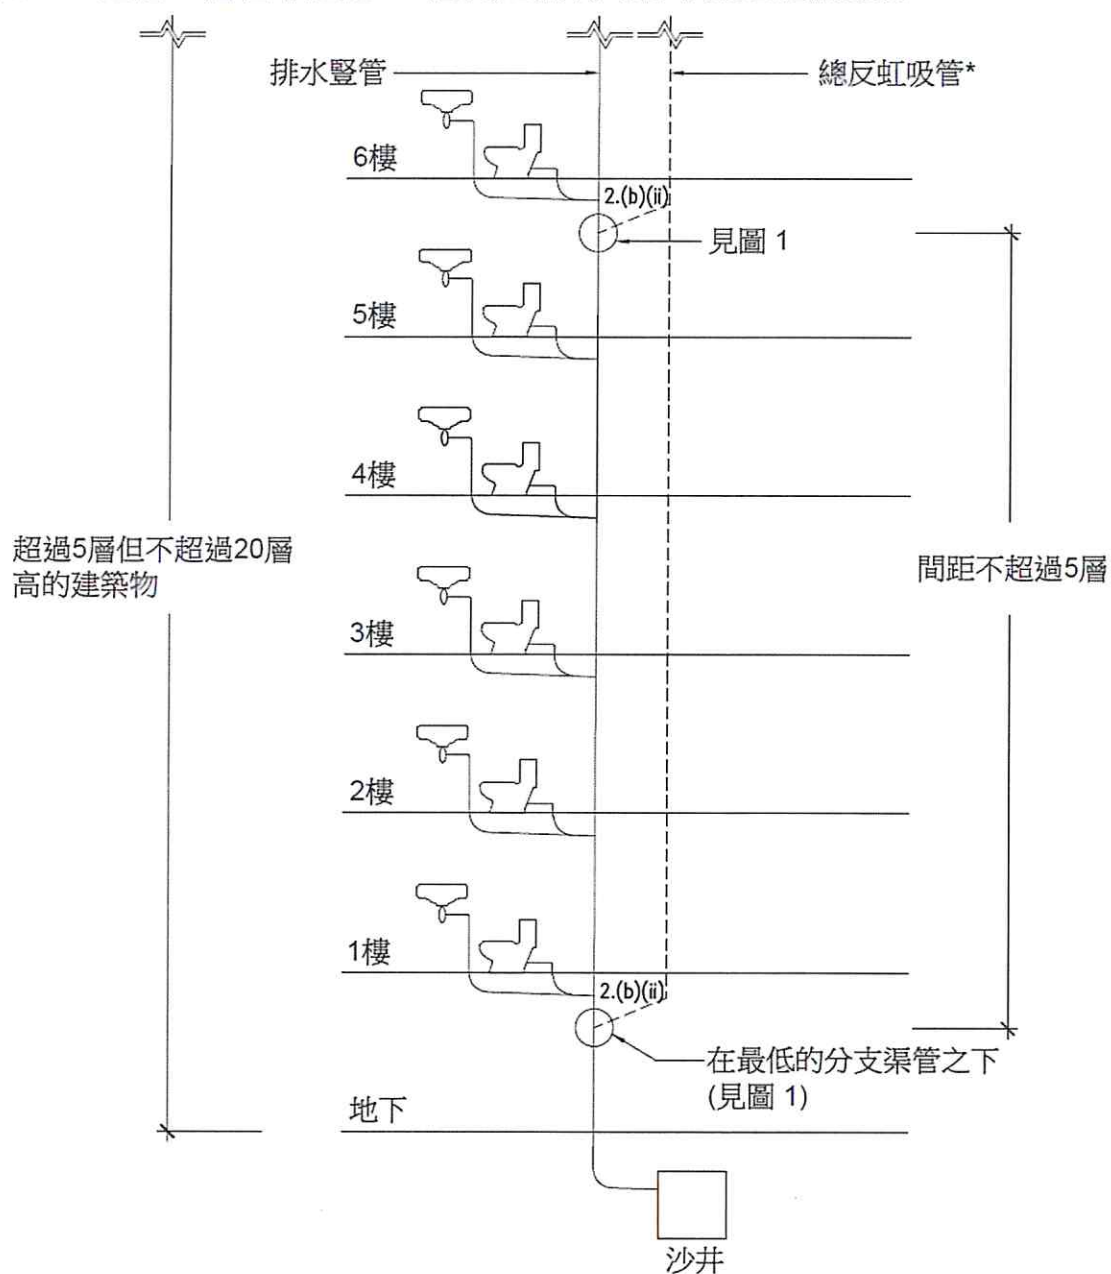 排水豎管
總反虹吸管*
6樓
2.(b)(ii)
見圖 1
5樓
4樓
超過5層但不超過20層
高的建築物
間距不超過5層
3樓
2樓
1樓
2.(b)(ii)
在最低的分支渠管之下
(見圖 1)
地下
沙井